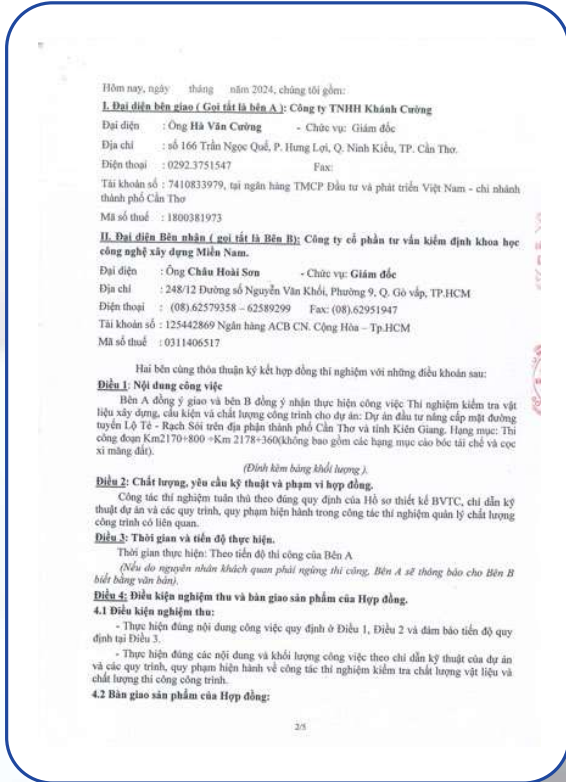 Hôm nay, ngày tháng năm 2024, chúng tôi gồm:
I. Đại diện bên giao ( Gọi tắt là bên A ): Công ty TNHH Khánh Cường
Đại diện : Ông Hà Văn Cường - Chức vụ: Giám đốc
Địa chỉ : số 166 Trần Ngọc Quế, P. Hưng Lợi, Q. Ninh Kiều, TP. Cần Thơ.
Điện thoại : 0292.3751547 Fax:
Tài khoản số : 7410833979, tại ngân hàng TMCP Đầu tư và phát triển Việt Nam - chi nhánh
thành phố Cần Thơ
Mã số thuế : 1800381973
II. Đại diện Bên nhận ( gọi tắt là Bên B): Công ty cổ phần tư vấn kiểm định khoa học
công nghệ xây dựng Miền Nam.
Đại diện : Ông Châu Hoài Sơn - Chức vụ: Giám đốc
Địa chỉ : 248/12 Đường số Nguyễn Văn Khối, Phường 9, Q. Gò vấp, TP.HCM
Điện thoại : (08).62579358 – 62589299 Fax: (08).62951947
Tài khoản số : 125442869 Ngân hàng ACB CN. Cộng Hòa – Tp.HCM
Mã số thuế : 0311406517
Hai bên cùng thỏa thuận ký kết hợp đồng thí nghiệm với những điều khoản sau:
Điều 1: Nội dung công việc
Bên A đồng ý giao và bên B đồng ý nhận thực hiện công việc Thí nghiệm kiểm tra vật
liệu xây dựng, cấu kiện và chất lượng công trình cho dự án: Dự án đầu tư nâng cấp mặt đường
tuyến Lộ Tẻ - Rạch Sỏi trên địa phận thành phố Cần Thơ và tỉnh Kiên Giang. Hạng mục: Thi
công đoạn Km2170+800 ÷Km 2178+360(không bao gồm các hạng mục cào bóc tái chế và cọc
xi măng đất).
(Đính kèm bảng khối lượng ).
Điều 2: Chất lượng, yêu cầu kỹ thuật và phạm vi hợp đồng.
Công tác thí nghiệm tuân thủ theo đúng quy định của Hồ sơ thiết kế BVTC, chỉ dẫn kỹ
thuật dự án và các quy trình, quy phạm hiện hành trong công tác thí nghiệm quản lý chất lượng
công trình có liên quan.
Điều 3: Thời gian và tiến độ thực hiện.
Thời gian thực hiện: Theo tiến độ thi công của Bên A
(Nếu do nguyên nhân khách quan phải ngừng thi công, Bên A sẽ thông báo cho Bên B
biết bằng văn bản).
Điều 4: Điều kiện nghiệm thu và bàn giao sản phẩm của Hợp đồng.
4.1 Điều kiện nghiệm thu:
- Thực hiện đúng nội dung công việc quy định ở Điều 1, Điều 2 và đảm bảo tiến độ quy
định tại Điều 3.
- Thực hiện đúng các nội dung và khối lượng công việc theo chỉ dẫn kỹ thuật của dự án
và các quy trình, quy phạm hiện hành về công tác thí nghiệm kiểm tra chất lượng vật liệu và
chất lượng thi công công trình.
4.2 Bàn giao sản phẩm của Hợp đồng:
2/5